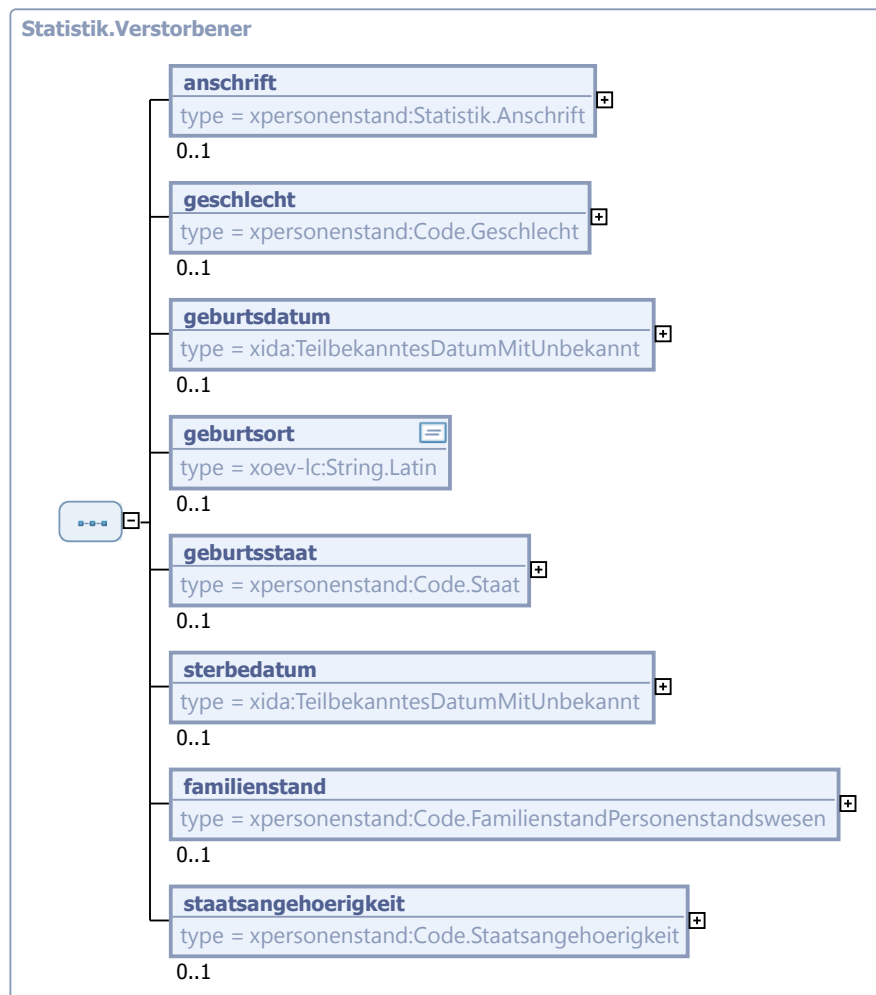 Statistik.Verstorbener
anschrift
type = xpersonenstand:Statistik.Anschrift
0..1
geschlecht
type = xpersonenstand:Code.Geschlecht
0..1
geburtsdatum
type = xida:TeilbekanntesDatumMitUnbekannt
0..1
geburtsort
type = xoev-lc:String.Latin
0..1
geburtsstaat
type = xpersonenstand:Code.Staat
0..1
sterbedatum
type = xida:TeilbekanntesDatumMitUnbekannt
0..1
familienstand
type = xpersonenstand:Code.FamilienstandPersonenstandswesen
0..1
staatsangehoerigkeit
type = xpersonenstand:Code.Staatsangehoerigkeit
0..1